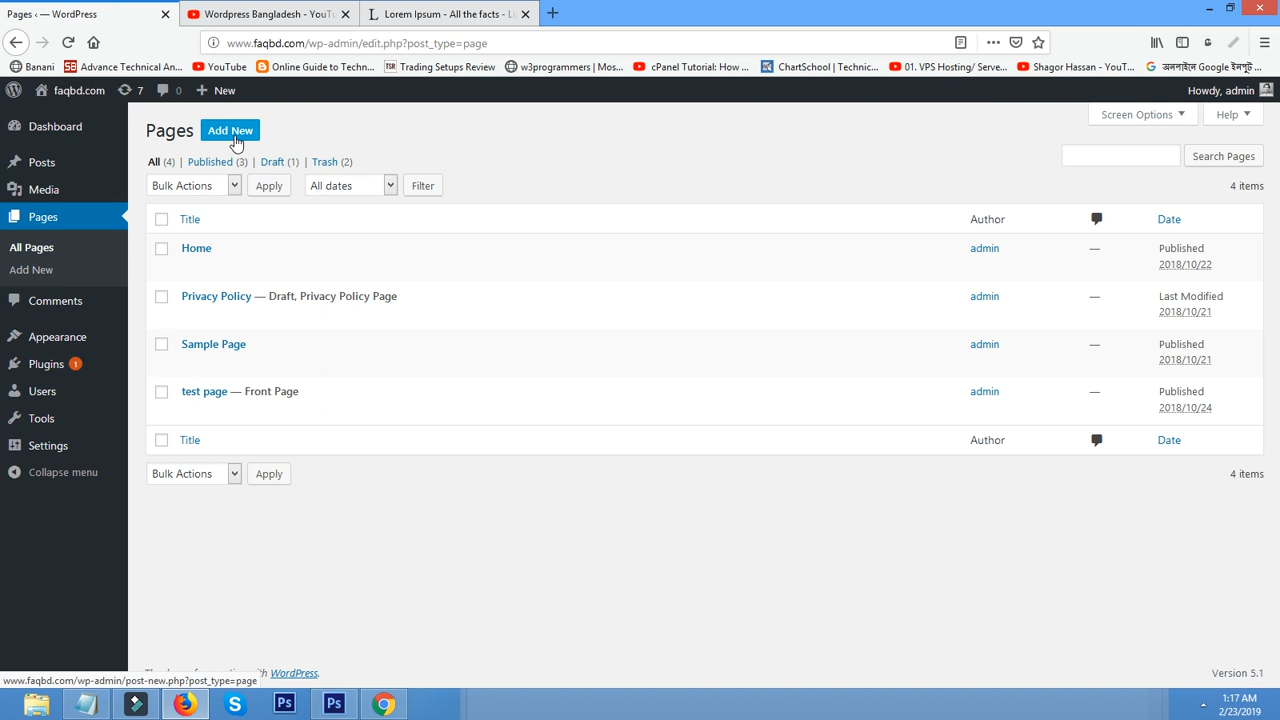 Pages ‹ — WordPress
Wordpress Bangladesh - YouTu
Lorem Ipsum - All the facts - Li
www.faqbd.com/wp-admin/edit.php?post_type=page
Banani
SB Advance Technical An...
YouTube
Online Guide to Techn...
TSR Trading Setups Review
w3programmers | Mos...
cPanel Tutorial: How ...
ChartSchool | Technic...
01. VPS Hosting/ Serve...
Shagor Hassan - YouT...
অনলাইনে Google ইনপুট ...
faqbd.com 7 0 + New
Howdy, admin
Dashboard
Posts
Media
Pages
All Pages
Add New
Comments
Appearance
Plugins 1
Users
Tools
Settings
Collapse menu
Screen Options
Help
Pages Add New
All (4) | Published (3) | Draft (1) | Trash (2)
Search Pages
Bulk Actions Apply All dates Filter
4 items
Title Author Date
Home admin — Published
2018/10/22
Privacy Policy — Draft, Privacy Policy Page admin — Last Modified
2018/10/21
Sample Page admin — Published
2018/10/21
test page — Front Page admin — Published
2018/10/24
Title Author Date
Bulk Actions Apply
4 items
WordPress.
Version 5.1
www.faqbd.com/wp-admin/post-new.php?post_type=page
S Ps Ps
1:17 AM
2/23/2019